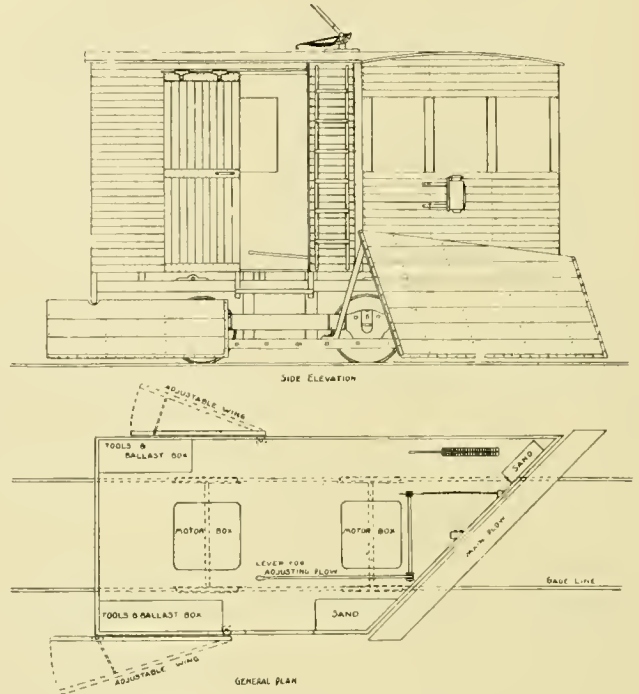 SIDE ELEVATION
ADJUSTABLE WING
TOOLS &
BALLAST BOX
SAND
MOTOR BOX
MOTOR BOX
MAIN PLOW
LEVER FOR
ADJUSTING PLOW
GAGE LINE
TOOLS & BALLAST BOX
SAND
ADJUSTABLE WING
GENERAL PLAN